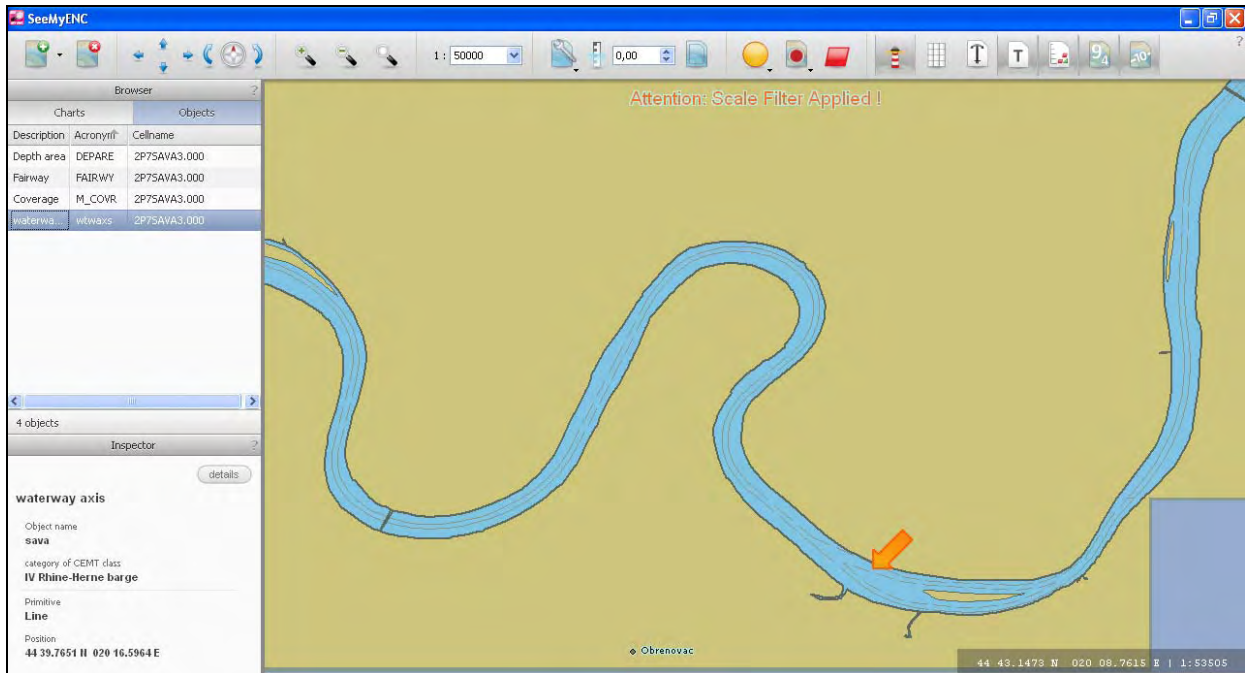 SeeMyENC
1 : 50000
0,00
T
?
Browser ?
Charts Objects
Description Acronym Cellname
Depth area DEPARE 2P7SAVA3.000
Fairway FAIRWY 2P7SAVA3.000
Coverage M_COVR 2P7SAVA3.000
waterwa... wtwaxs 2P7SAVA3.000
4 objects
Inspector ?
details
waterway axis
Object name
sava
category of CEMT class
IV Rhine-Herne barge
Primitive
Line
Position
44 39.7651 N 020 16.5964 E
Attention: Scale Filter Applied !
Obrenovac
44 43.1473 N 020 08.7615 E | 1:53505